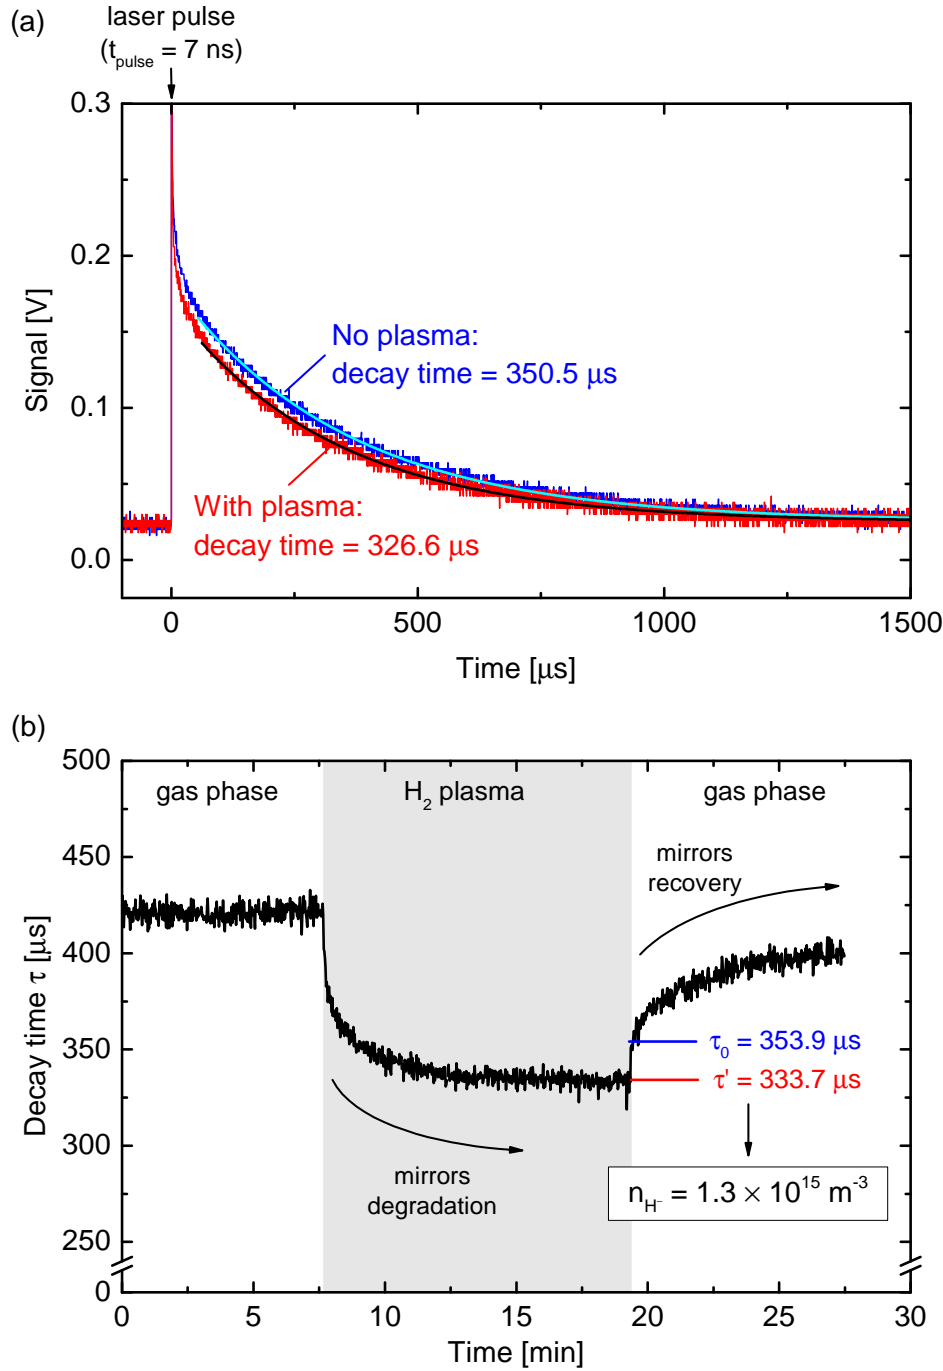 (a)
laser pulse
(t_pulse = 7 ns)
0.3
0.2
0.1
0.0
Signal [V]
No plasma:
decay time = 350.5 μs
With plasma:
decay time = 326.6 μs
0
500
1000
1500
Time [μs]
(b)
500
450
400
350
300
250
0
Decay time τ [μs]
gas phase
H₂ plasma
gas phase
mirrors
recovery
τ₀ = 353.9 μs
τ' = 333.7 μs
mirrors
degradation
n_H⁻ = 1.3 × 10¹⁵ m⁻³
0
5
10
15
20
25
30
Time [min]